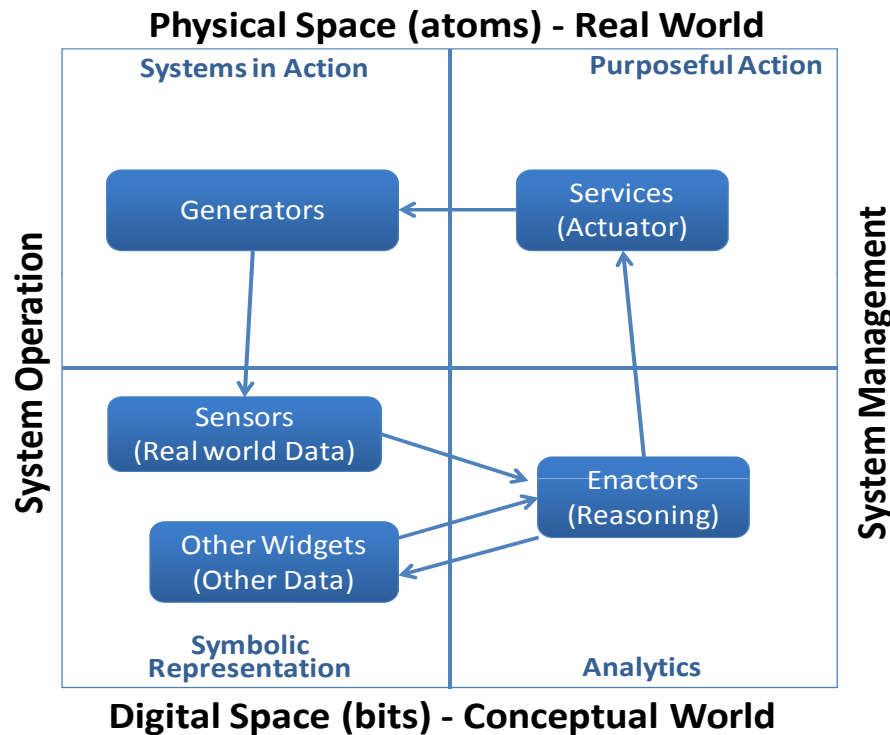 Physical Space (atoms) - Real World
Systems in Action
Purposeful Action
Generators
Services
(Actuator)
System Operation
System Management
Sensors
(Real world Data)
Enactors
(Reasoning)
Other Widgets
(Other Data)
Symbolic
Representation
Analytics
Digital Space (bits) - Conceptual World